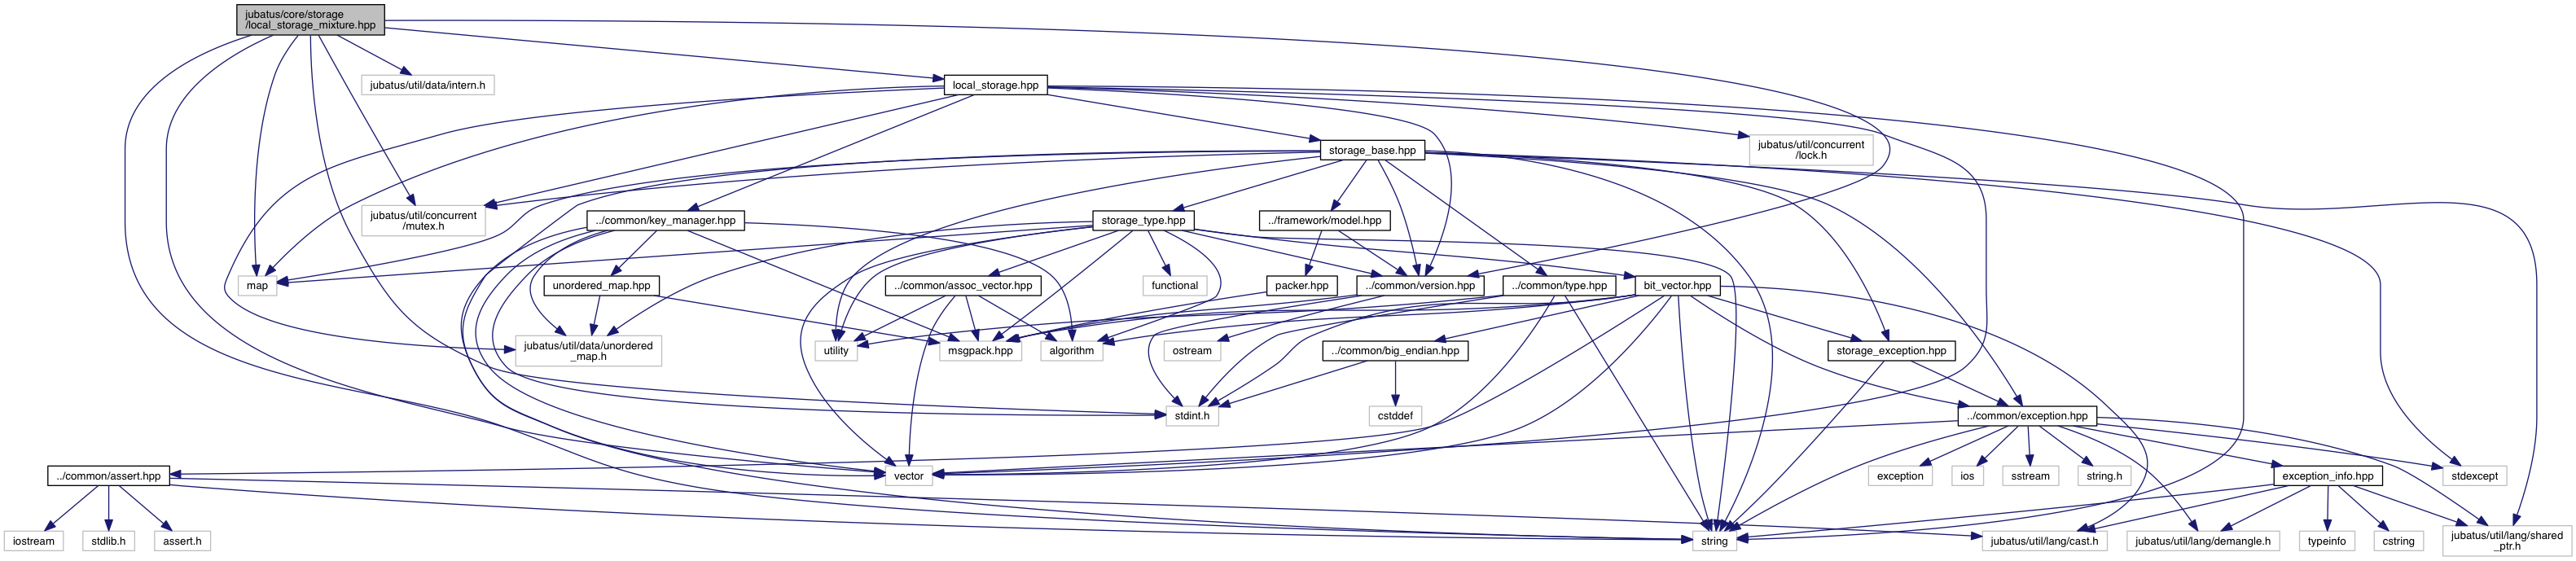 jubatus/core/storage
/local_storage_mixture.hpp
jubatus/util/data/intern.h
local_storage.hpp
storage_base.hpp
jubatus/util/concurrent
/lock.h
jubatus/util/concurrent
/mutex.h
../common/key_manager.hpp
storage_type.hpp
../framework/model.hpp
map
unordered_map.hpp
../common/assoc_vector.hpp
functional
packer.hpp
../common/version.hpp
../common/type.hpp
bit_vector.hpp
jubatus/util/data/unordered
_map.h
utility
msgpack.hpp
algorithm
ostream
../common/big_endian.hpp
storage_exception.hpp
stdint.h
cstddef
../common/exception.hpp
../common/assert.hpp
vector
exception
ios
sstream
string.h
exception_info.hpp
stdexcept
iostream
stdlib.h
assert.h
string
jubatus/util/lang/cast.h
jubatus/util/lang/demangle.h
typeinfo
cstring
jubatus/util/lang/shared
_ptr.h